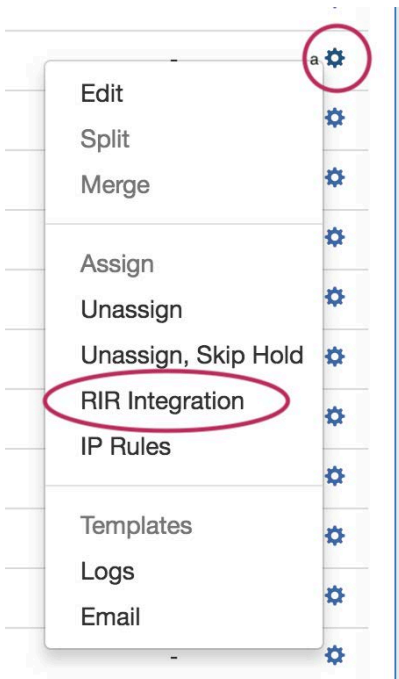 -
a
Edit
Split
Merge
Assign
Unassign
Unassign, Skip Hold
RIR Integration
IP Rules
Templates
Logs
Email
-